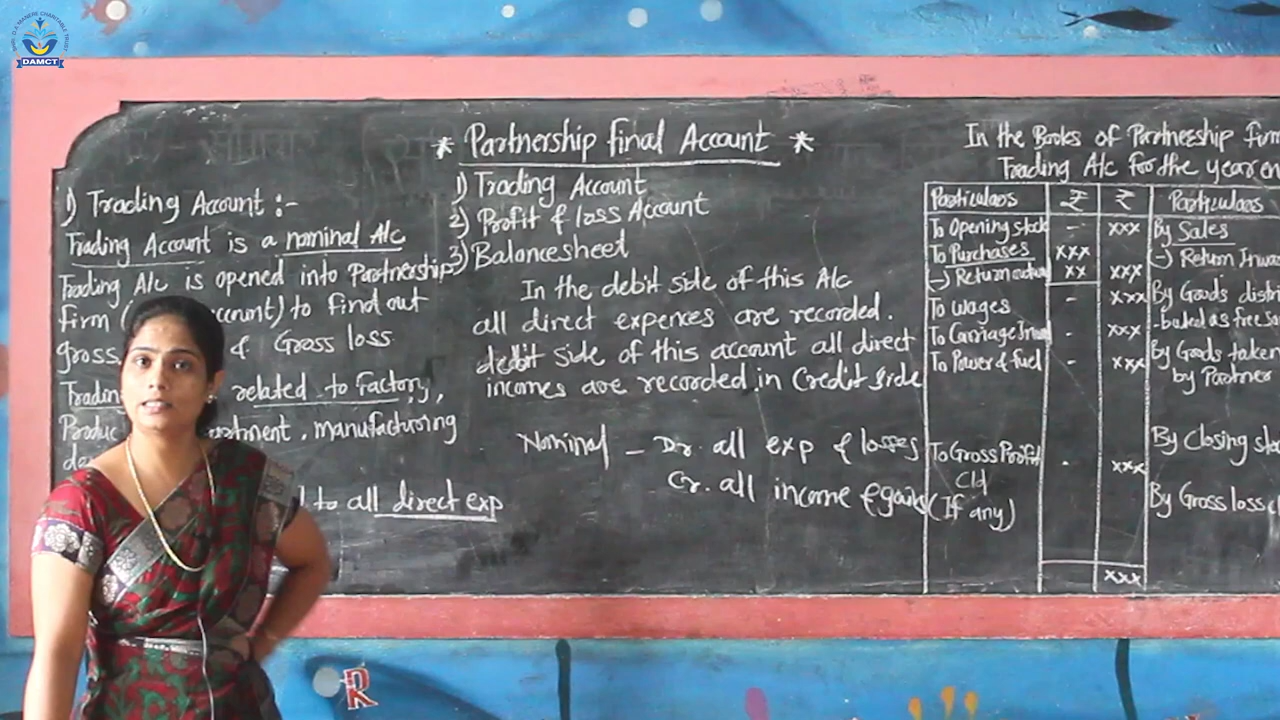 DAMCT
* Partnership final Account *
1) Trading Account
2) Profit & loss Account
3) Balancesheet
1) Trading Account :-
Trading Account is a nominal A/c
Trading A/c is opened into Partnership
firm ( to find out
gross & Gross loss
related to Factory,
manufacturing
to all direct exp
In the debit side of this A/c
all direct expences are recorded.
debit side of this account all direct
incomes are recorded in Credit side
Nominal - Dr. all exp & losses
Cr. all income & gains
In the Books of Partnership firm
Trading A/c for the year en
Particulars ₹ ₹ Particulars
To Opening stock - xxx By Sales
To Purchases xxx (-) Return Inwa
(-) Return xx xxx
To wages - xxx By Goods distri
-buted as free Sa
To Carriage - xxx
To Power & fuel - xxx By Goods taken
by Partner
By Closing sto
To Gross Profit - xxx
C/d
(If any) By Gross loss c
xxx
R